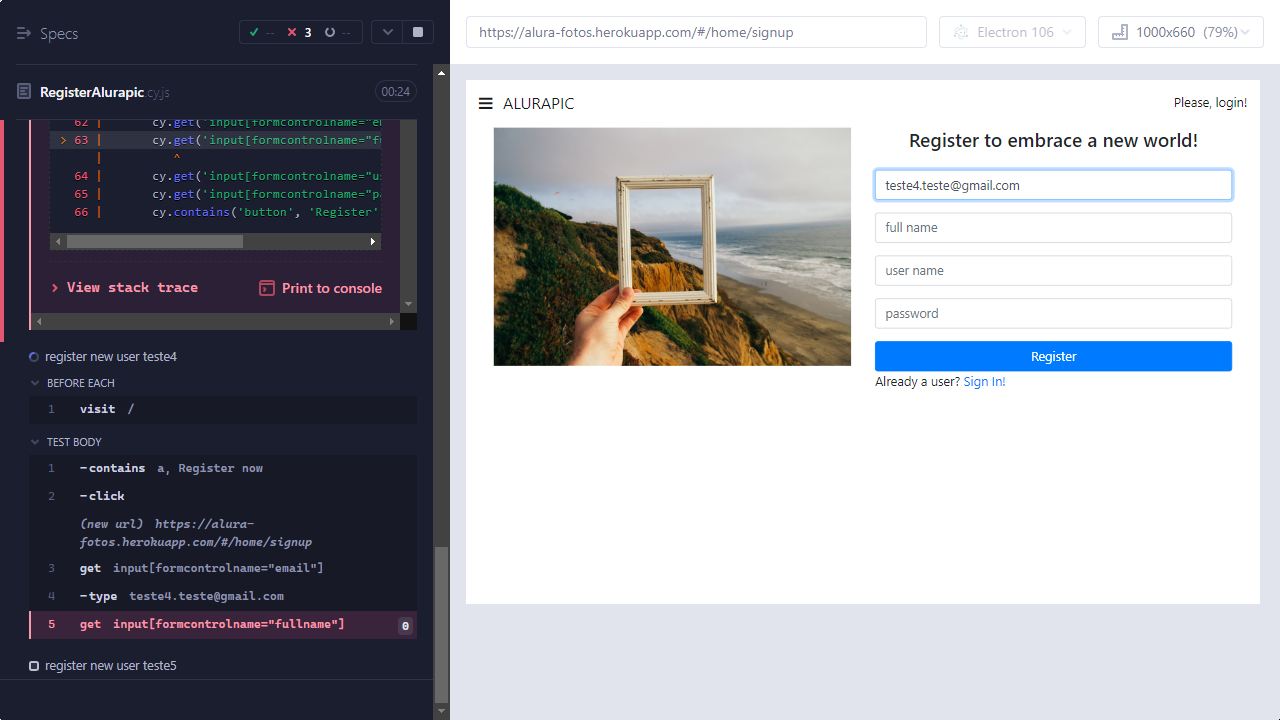 Specs
-- 3 --
RegisterAlurapic.cy.js 00:24
62 | cy.get('input[formcontrolname="em
> 63 | cy.get('input[formcontrolname="fu
| ^
64 | cy.get('input[formcontrolname="us
65 | cy.get('input[formcontrolname="pa
66 | cy.contains('button', 'Register'
View stack trace Print to console
register new user teste4
BEFORE EACH
1 visit /
TEST BODY
1 -contains a, Register now
2 -click
(new url) https://alura-
fotos.herokuapp.com/#/home/signup
3 get input[formcontrolname="email"]
4 -type teste4.teste@gmail.com
5 get input[formcontrolname="fullname"] 0
register new user teste5
https://alura-fotos.herokuapp.com/#/home/signup Electron 106 1000x660 (79%)
ALURAPIC Please, login!
Register to embrace a new world!
teste4.teste@gmail.com
full name
user name
password
Register
Already a user? Sign In!